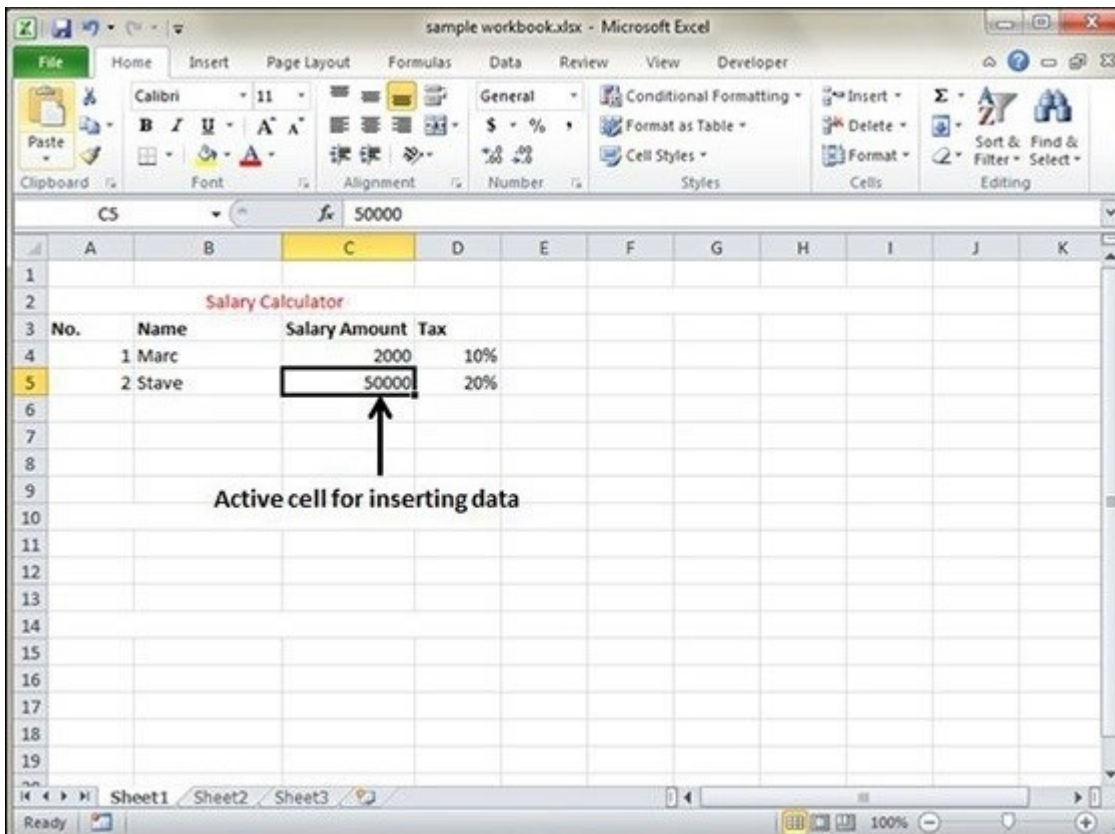 sample workbook.xlsx - Microsoft Excel
File Home Insert Page Layout Formulas Data Review View Developer
Calibri 11 General Conditional Formatting Insert Σ
B I U A A $ % , Format as Table Delete
Paste A Cell Styles Format Sort & Filter Find & Select
Clipboard Font Alignment Number Styles Cells Editing
C5 fx 50000
A B C D E F G H I J K
1
2 Salary Calculator
3 No. Name Salary Amount Tax
4 1 Marc 2000 10%
5 2 Stave 50000 20%
6
7
8
9 Active cell for inserting data
10
11
12
13
14
15
16
17
18
19
Sheet1 Sheet2 Sheet3
Ready 100%